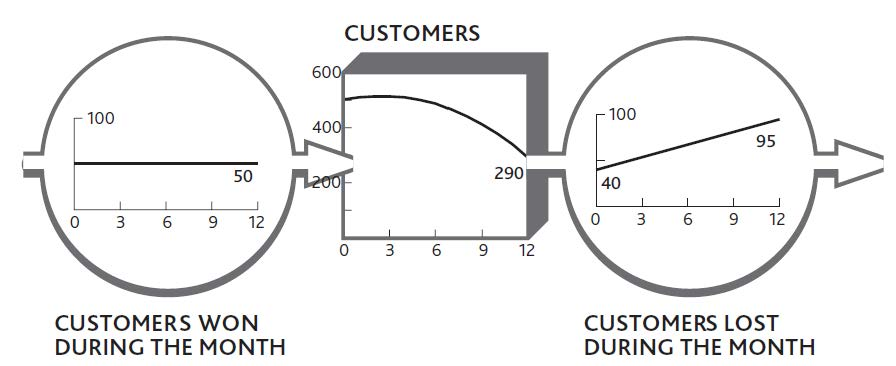 CUSTOMERS
100
50
0 3 6 9 12
CUSTOMERS WON
DURING THE MONTH
600
400
200
290
0 3 6 9 12
100
95
40
0 3 6 9 12
CUSTOMERS LOST
DURING THE MONTH